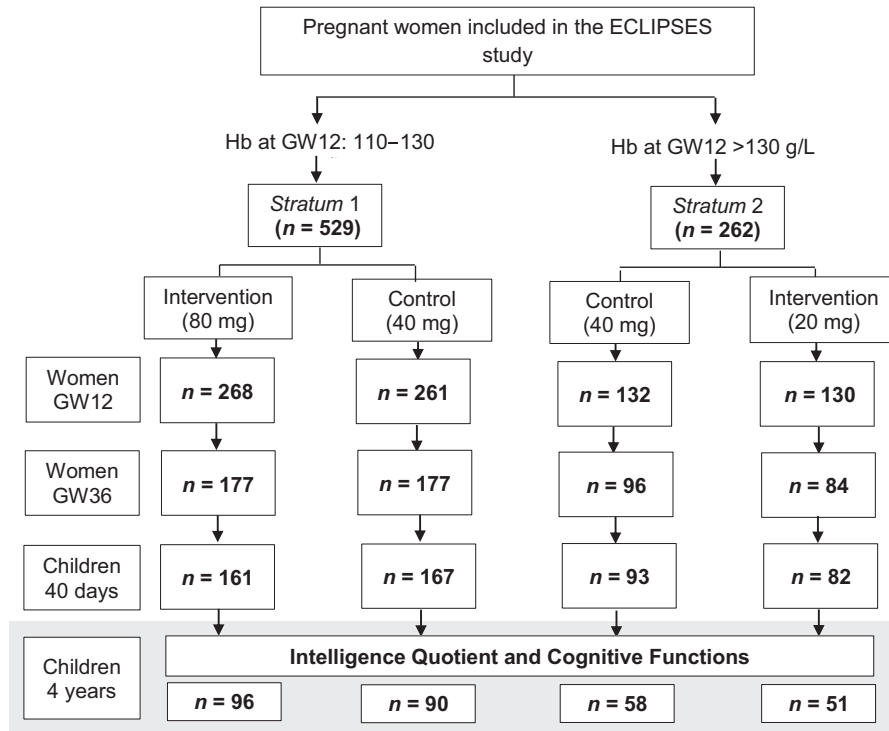 Pregnant women included in the ECLIPSES
study
Hb at GW12: 110–130
Hb at GW12 >130 g/L
Stratum 1
(n = 529)
Stratum 2
(n = 262)
Intervention
(80 mg)
Control
(40 mg)
Control
(40 mg)
Intervention
(20 mg)
Women
GW12
n = 268
n = 261
n = 132
n = 130
Women
GW36
n = 177
n = 177
n = 96
n = 84
Children
40 days
n = 161
n = 167
n = 93
n = 82
Children
4 years
Intelligence Quotient and Cognitive Functions
n = 96
n = 90
n = 58
n = 51